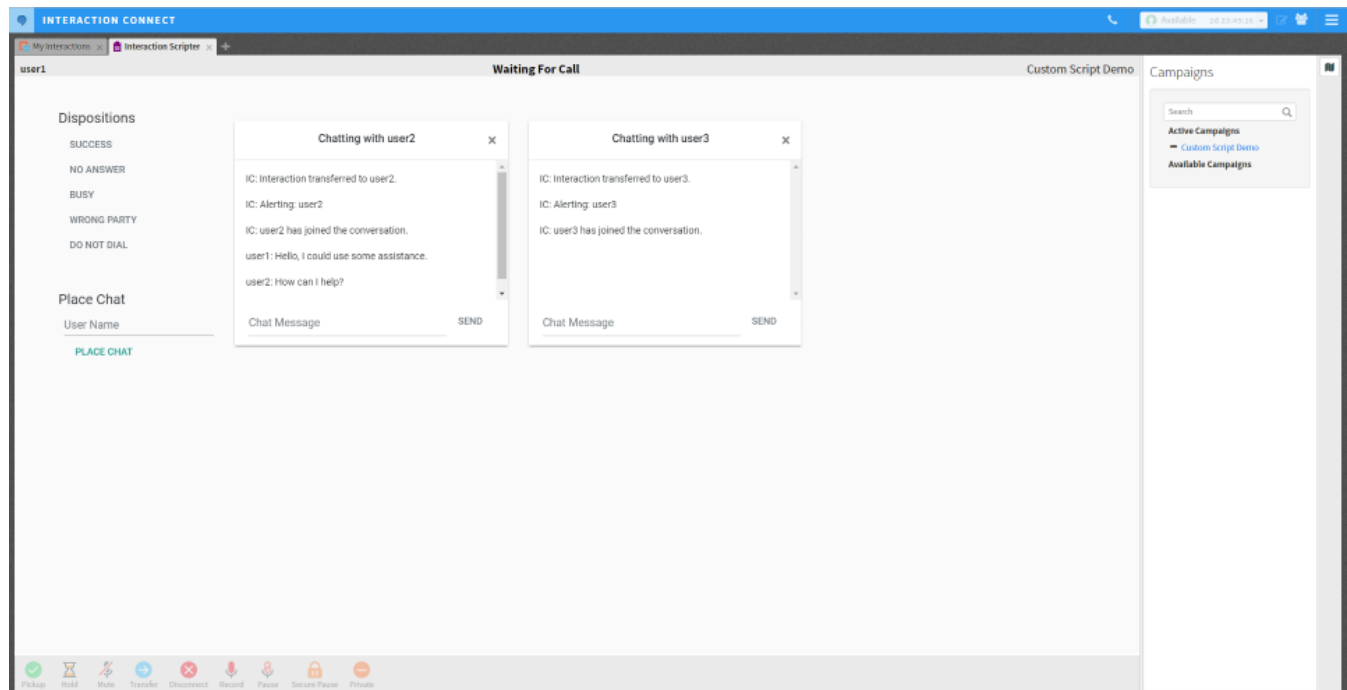 INTERACTION CONNECT
Available
My Interactions
Interaction Scripter
user1
Waiting For Call
Custom Script Demo
Campaigns
Search
Active Campaigns
Custom Script Demo
Available Campaigns
Dispositions
SUCCESS
NO ANSWER
BUSY
WRONG PARTY
DO NOT DIAL
Place Chat
User Name
PLACE CHAT
Chatting with user2
IC: Interaction transferred to user2.
IC: Alerting: user2
IC: user2 has joined the conversation.
user1: Hello, I could use some assistance.
user2: How can I help?
Chat Message
SEND
Chatting with user3
IC: Interaction transferred to user3.
IC: Alerting: user3
IC: user3 has joined the conversation.
Chat Message
SEND
Pickup
Hold
Mute
Transfer
Disconnect
Record
Pause
Secure Pause
Private